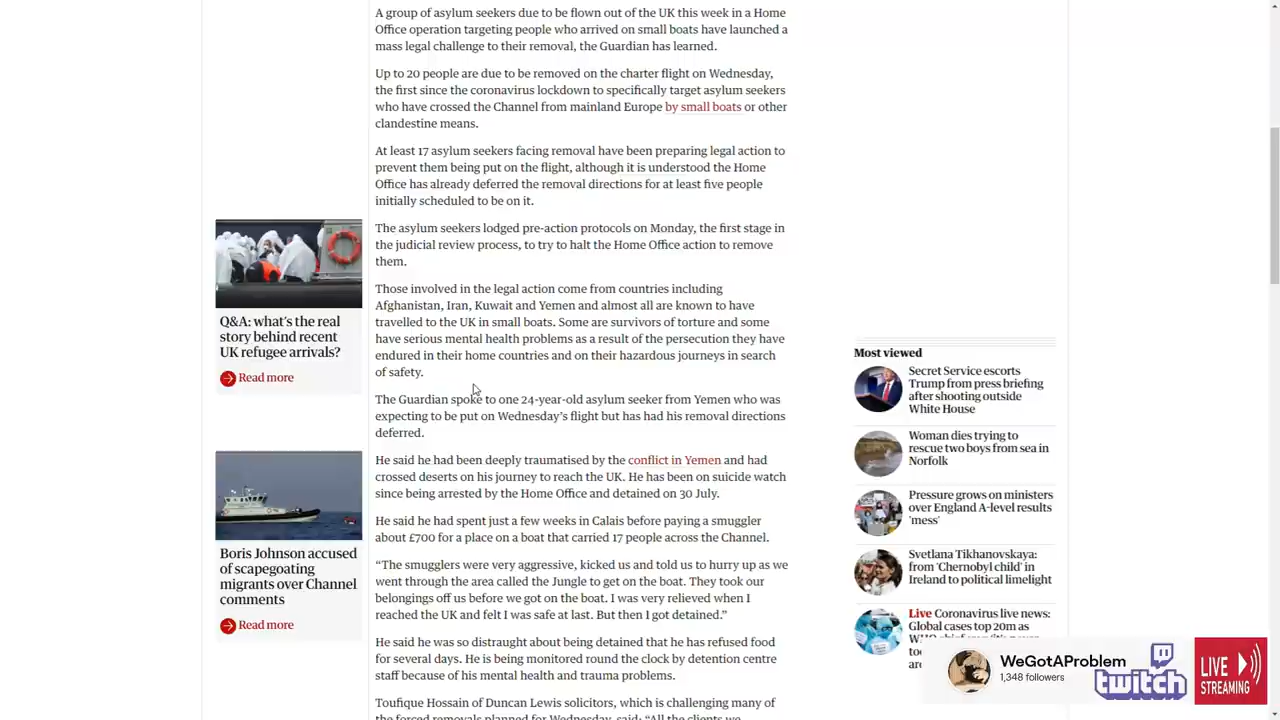 A group of asylum seekers due to be flown out of the UK this week in a Home
Office operation targeting people who arrived on small boats have launched a
mass legal challenge to their removal, the Guardian has learned.
Up to 20 people are due to be removed on the charter flight on Wednesday,
the first since the coronavirus lockdown to specifically target asylum seekers
who have crossed the Channel from mainland Europe by small boats or other
clandestine means.
At least 17 asylum seekers facing removal have been preparing legal action to
prevent them being put on the flight, although it is understood the Home
Office has already deferred the removal directions for at least five people
initially scheduled to be on it.
The asylum seekers lodged pre-action protocols on Monday, the first stage in
the judicial review process, to try to halt the Home Office action to remove
them.
Those involved in the legal action come from countries including
Afghanistan, Iran, Kuwait and Yemen and almost all are known to have
travelled to the UK in small boats. Some are survivors of torture and some
have serious mental health problems as a result of the persecution they have
endured in their home countries and on their hazardous journeys in search
of safety.
The Guardian spoke to one 24-year-old asylum seeker from Yemen who was
expecting to be put on Wednesday's flight but has had his removal directions
deferred.
He said he had been deeply traumatised by the conflict in Yemen and had
crossed deserts on his journey to reach the UK. He has been on suicide watch
since being arrested by the Home Office and detained on 30 July.
He said he had spent just a few weeks in Calais before paying a smuggler
about £700 for a place on a boat that carried 17 people across the Channel.
“The smugglers were very aggressive, kicked us and told us to hurry up as we
went through the area called the Jungle to get on the boat. They took our
belongings off us before we got on the boat. I was very relieved when I
reached the UK and felt I was safe at last. But then I got detained.”
He said he was so distraught about being detained that he has refused food
for several days. He is being monitored round the clock by detention centre
staff because of his mental health and trauma problems.
Toufique Hossain of Duncan Lewis solicitors, which is challenging many of
the forced removals planned for Wednesday, said: “All the clients we
Q&A: what's the real
story behind recent
UK refugee arrivals?
Read more
Boris Johnson accused
of scapegoating
migrants over Channel
comments
Read more
Most viewed
Secret Service escorts
Trump from press briefing
after shooting outside
White House
Woman dies trying to
rescue two boys from sea in
Norfolk
Pressure grows on ministers
over England A-level results
'mess'
Svetlana Tikhanovskaya:
from 'Chernobyl child' in
Ireland to political limelight
Live Coronavirus live news:
Global cases top 20m as
WeGotAProblem
1,348 followers
twitch
LIVE
STREAMING